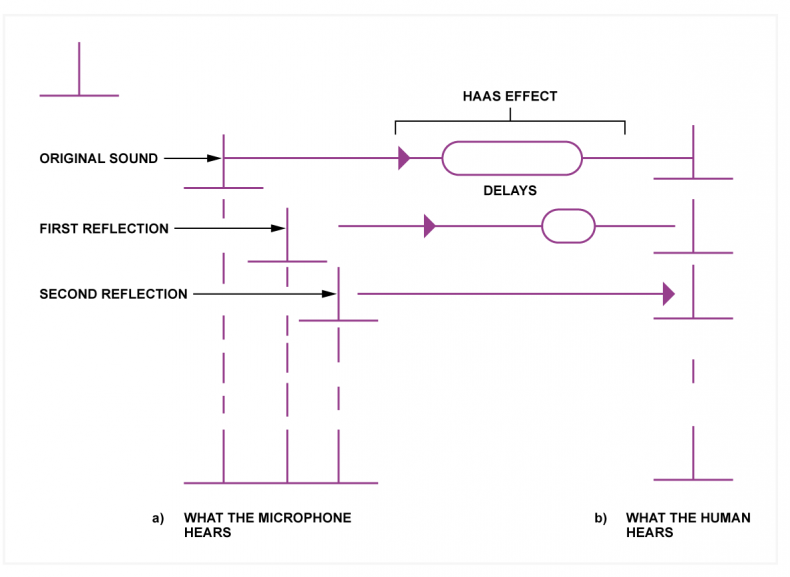 HAAS EFFECT
ORIGINAL SOUND
DELAYS
FIRST REFLECTION
SECOND REFLECTION
a) WHAT THE MICROPHONE
HEARS
b) WHAT THE HUMAN
HEARS